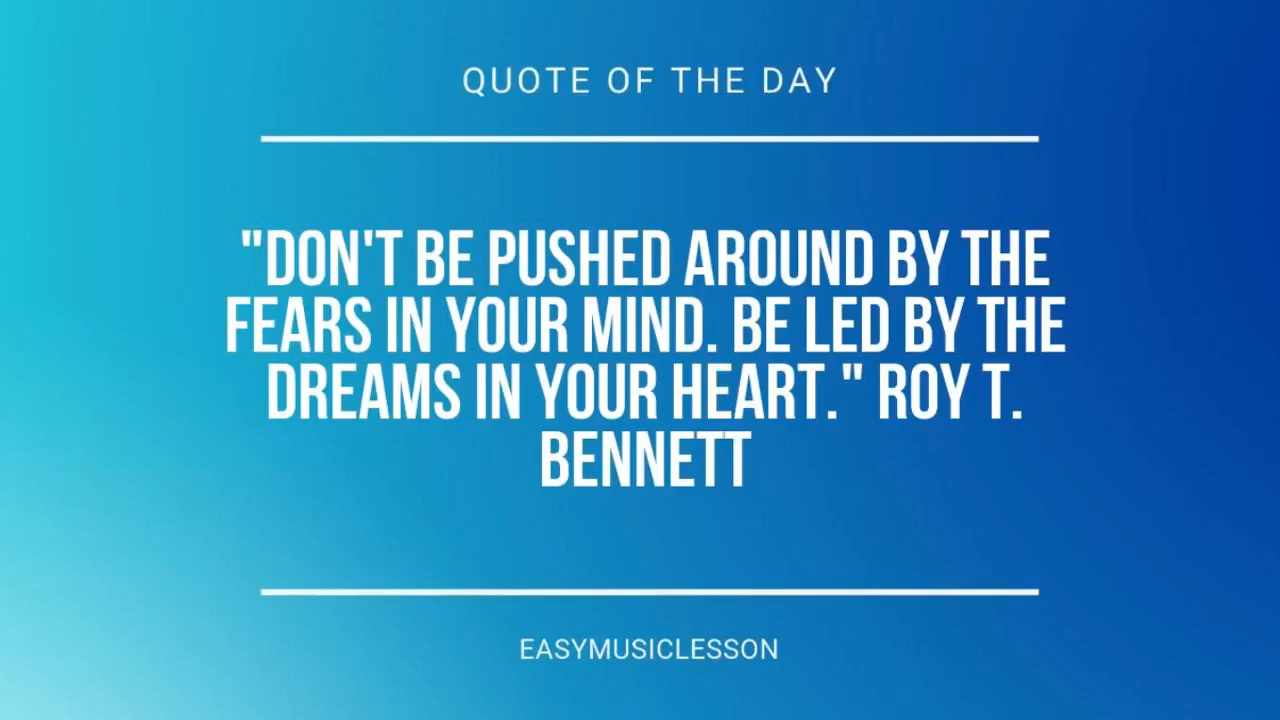 QUOTE OF THE DAY
"DON'T BE PUSHED AROUND BY THE
FEARS IN YOUR MIND. BE LED BY THE
DREAMS IN YOUR HEART." ROY T.
BENNETT
EASYMUSICLESSON